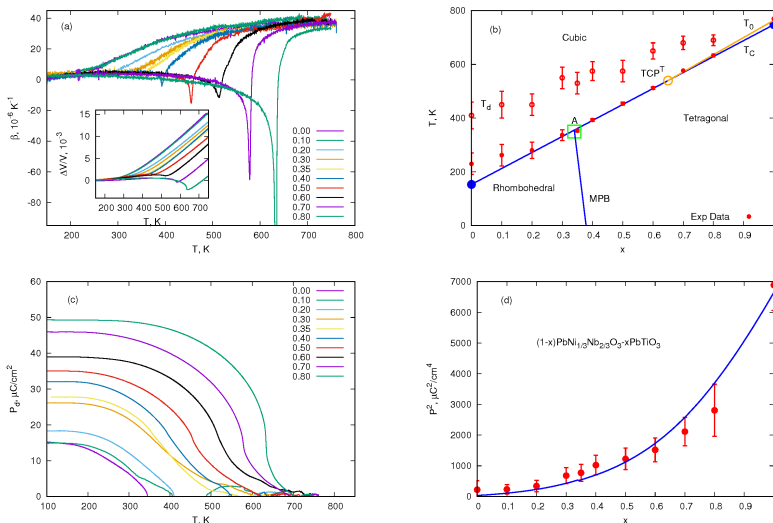 (a)
β, 10⁻⁶ K⁻¹
40
20
0
-20
-40
-60
-80
200 300 400 500 600 700 800
T, K
0.00
0.10
0.20
0.30
0.35
0.40
0.50
0.60
0.70
0.80
ΔV/V, 10⁻³
15
10
5
0
200 300 400 500 600 700
T, K
(b)
T, K
800
700
600
500
400
300
200
100
0
0 0.1 0.2 0.3 0.4 0.5 0.6 0.7 0.8 0.9 1
x
Cubic
T₀
T_C
TCPᵀ
T_d
A
Tetragonal
Rhombohedral
MPB
Exp Data
(c)
P_d, μC/cm²
60
50
40
30
20
10
0
100 200 300 400 500 600 700 800
T, K
0.00
0.10
0.20
0.30
0.35
0.40
0.50
0.60
0.70
0.80
(d)
P², μC²/cm⁴
7000
6000
5000
4000
3000
2000
1000
0
0 0.1 0.2 0.3 0.4 0.5 0.6 0.7 0.8 0.9 1
x
(1-x)PbNi₁/₃Nb₂/₃O₃-xPbTiO₃